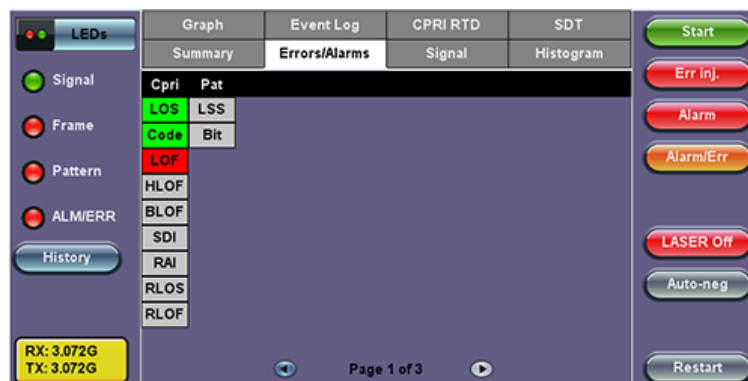 LEDs
Signal
Frame
Pattern
ALM/ERR
History
RX: 3.072G
TX: 3.072G
Graph Event Log CPRI RTD SDT
Summary Errors/Alarms Signal Histogram
Cpri Pat
LOS LSS
Code Bit
LOF
HLOF
BLOF
SDI
RAI
RLOS
RLOF
Page 1 of 3
Start
Err inj.
Alarm
Alarm/Err
LASER Off
Auto-neg
Restart